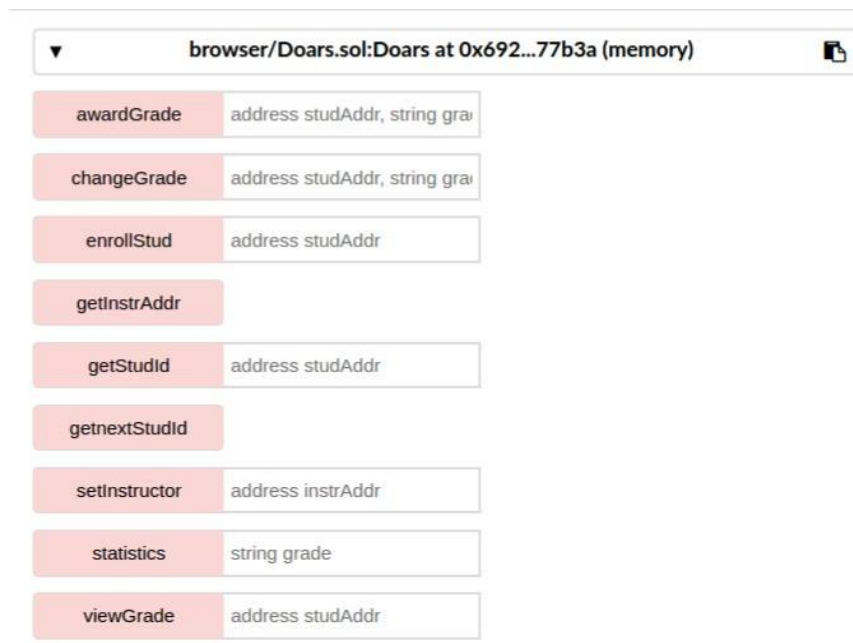 ▼ browser/Doars.sol:Doars at 0x692...77b3a (memory)
awardGrade address studAddr, string gra
changeGrade address studAddr, string gra
enrollStud address studAddr
getInstrAddr
getStudId address studAddr
getnextStudId
setInstructor address instrAddr
statistics string grade
viewGrade address studAddr